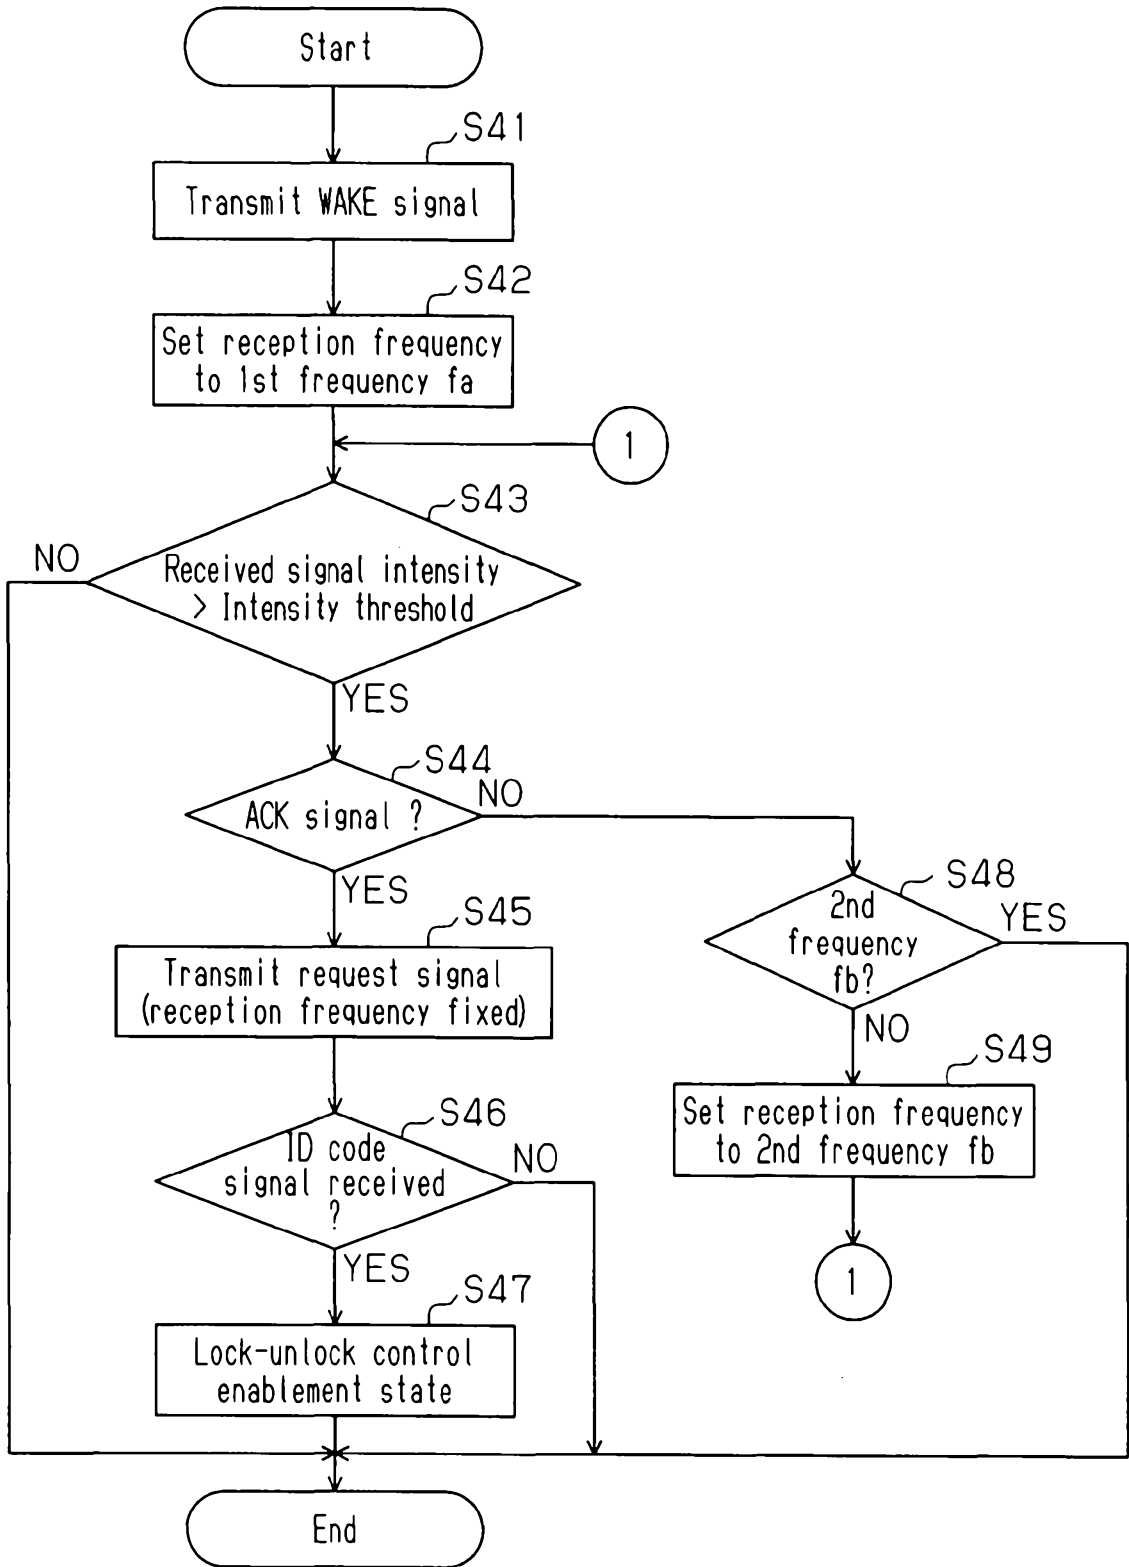 Start
S41
Transmit WAKE signal
S42
Set reception frequency
to 1st frequency fa
1
S43
NO
Received signal intensity
> Intensity threshold
YES
S44
NO
ACK signal ?
YES
S48
YES
2nd
frequency
fb?
NO
S45
Transmit request signal
(reception frequency fixed)
S49
Set reception frequency
to 2nd frequency fb
1
S46
NO
ID code
signal received
?
YES
S47
Lock-unlock control
enablement state
End